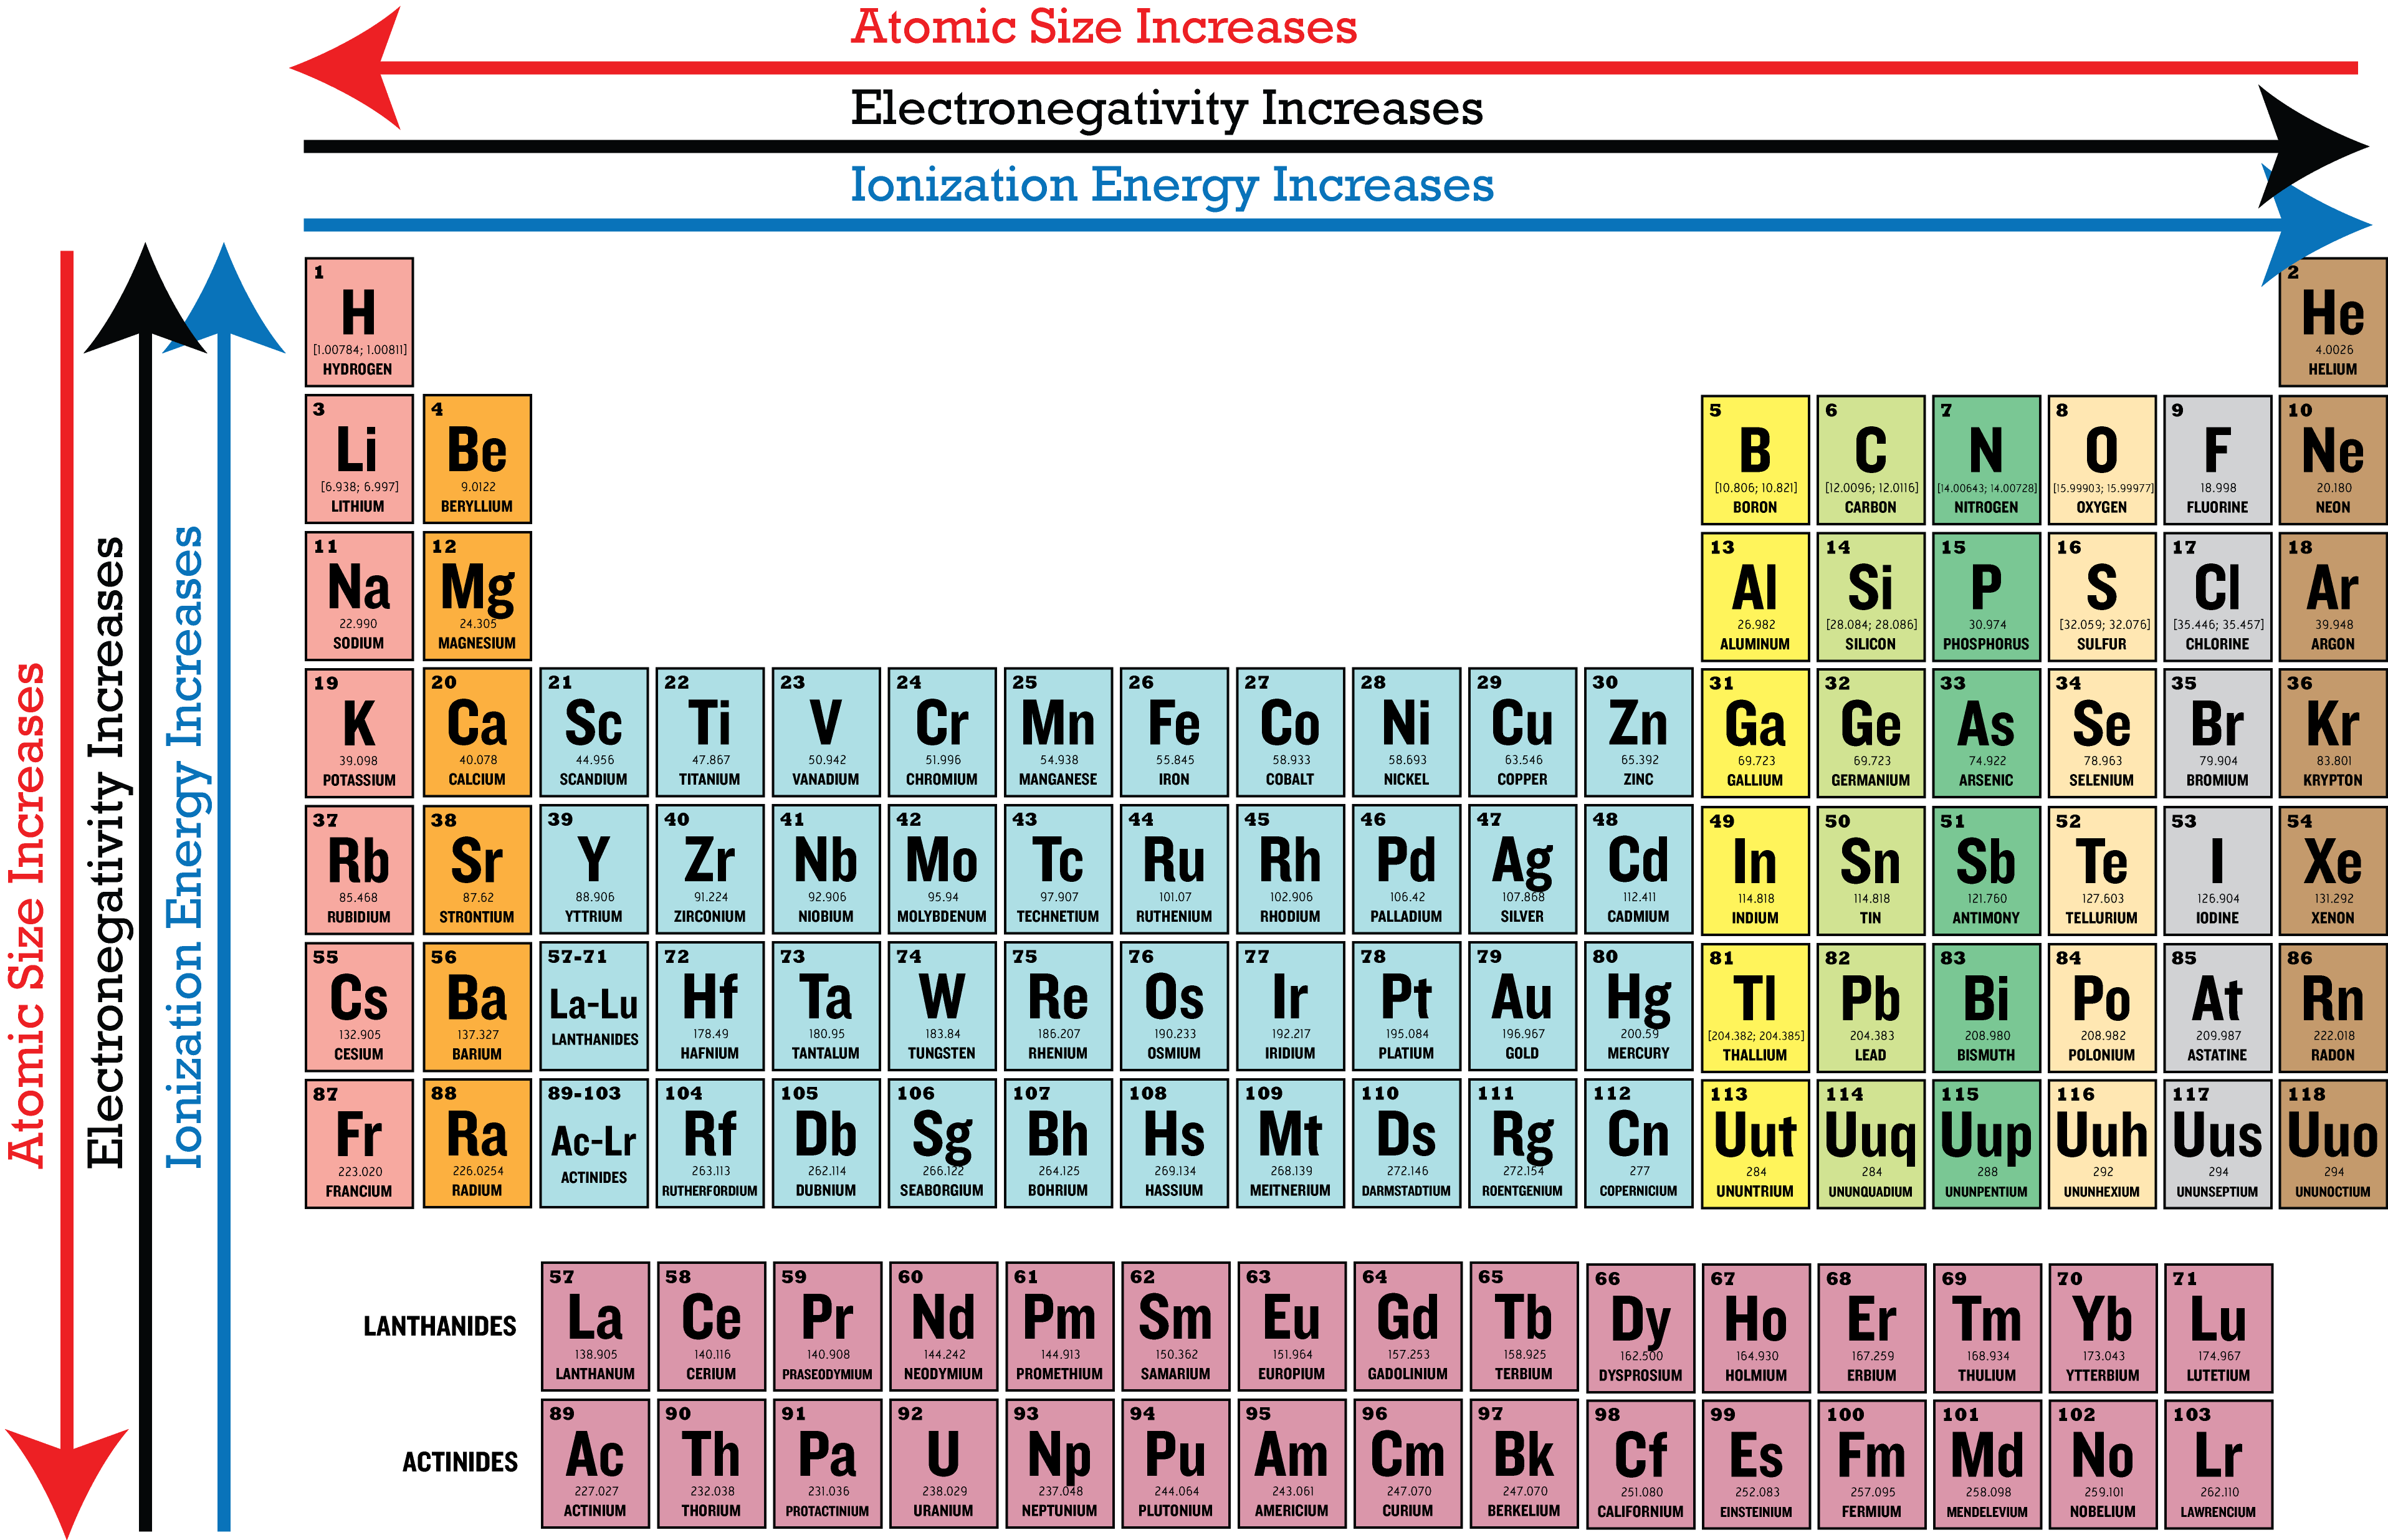 Atomic Size Increases
Electronegativity Increases
Ionization Energy Increases
Atomic Size Increases
Electronegativity Increases
Ionization Energy Increases
1
H
[1.00784; 1.00811]
HYDROGEN
2
He
4.0026
HELIUM
3
Li
[6.938; 6.997]
LITHIUM
4
Be
9.0122
BERYLLIUM
5
B
[10.806; 10.821]
BORON
6
C
[12.0096; 12.0116]
CARBON
7
N
[14.00643; 14.00728]
NITROGEN
8
O
[15.99903; 15.99977]
OXYGEN
9
F
18.998
FLUORINE
10
Ne
20.180
NEON
11
Na
22.990
SODIUM
12
Mg
24.305
MAGNESIUM
13
Al
26.982
ALUMINUM
14
Si
[28.084; 28.086]
SILICON
15
P
30.974
PHOSPHORUS
16
S
[32.059; 32.076]
SULFUR
17
Cl
[35.446; 35.457]
CHLORINE
18
Ar
39.948
ARGON
19
K
39.098
POTASSIUM
20
Ca
40.078
CALCIUM
21
Sc
44.956
SCANDIUM
22
Ti
47.867
TITANIUM
23
V
50.942
VANADIUM
24
Cr
51.996
CHROMIUM
25
Mn
54.938
MANGANESE
26
Fe
55.845
IRON
27
Co
58.933
COBALT
28
Ni
58.693
NICKEL
29
Cu
63.546
COPPER
30
Zn
65.392
ZINC
31
Ga
69.723
GALLIUM
32
Ge
69.723
GERMANIUM
33
As
74.922
ARSENIC
34
Se
78.963
SELENIUM
35
Br
79.904
BROMIUM
36
Kr
83.801
KRYPTON
37
Rb
85.468
RUBIDIUM
38
Sr
87.62
STRONTIUM
39
Y
88.906
YTTRIUM
40
Zr
91.224
ZIRCONIUM
41
Nb
92.906
NIOBIUM
42
Mo
95.94
MOLYBDENUM
43
Tc
97.907
TECHNETIUM
44
Ru
101.07
RUTHENIUM
45
Rh
102.906
RHODIUM
46
Pd
106.42
PALLADIUM
47
Ag
107.868
SILVER
48
Cd
112.411
CADMIUM
49
In
114.818
INDIUM
50
Sn
114.818
TIN
51
Sb
121.760
ANTIMONY
52
Te
127.603
TELLURIUM
53
I
126.904
IODINE
54
Xe
131.292
XENON
55
Cs
132.905
CESIUM
56
Ba
137.327
BARIUM
57-71
La-Lu
LANTHANIDES
72
Hf
178.49
HAFNIUM
73
Ta
180.95
TANTALUM
74
W
183.84
TUNGSTEN
75
Re
186.207
RHENIUM
76
Os
190.233
OSMIUM
77
Ir
192.217
IRIDIUM
78
Pt
195.084
PLATIUM
79
Au
196.967
GOLD
80
Hg
200.59
MERCURY
81
Tl
[204.382; 204.385]
THALLIUM
82
Pb
204.383
LEAD
83
Bi
208.980
BISMUTH
84
Po
208.982
POLONIUM
85
At
209.987
ASTATINE
86
Rn
222.018
RADON
87
Fr
223.020
FRANCIUM
88
Ra
226.0254
RADIUM
89-103
Ac-Lr
ACTINIDES
104
Rf
263.113
RUTHERFORDIUM
105
Db
262.114
DUBNIUM
106
Sg
266.122
SEABORGIUM
107
Bh
264.125
BOHRIUM
108
Hs
269.134
HASSIUM
109
Mt
268.139
MEITNERIUM
110
Ds
272.146
DARMSTADTIUM
111
Rg
272.154
ROENTGENIUM
112
Cn
277
COPERNICIUM
113
Uut
284
UNUNTRIUM
114
Uuq
284
UNUNQUADIUM
115
Uup
288
UNUNPENTIUM
116
Uuh
292
UNUNHEXIUM
117
Uus
294
UNUNSEPTIUM
118
Uuo
294
UNUNOCTIUM
LANTHANIDES
57
La
138.905
LANTHANUM
58
Ce
140.116
CERIUM
59
Pr
140.908
PRASEODYMIUM
60
Nd
144.242
NEODYMIUM
61
Pm
144.913
PROMETHIUM
62
Sm
150.362
SAMARIUM
63
Eu
151.964
EUROPIUM
64
Gd
157.253
GADOLINIUM
65
Tb
158.925
TERBIUM
66
Dy
162.500
DYSPROSIUM
67
Ho
164.930
HOLMIUM
68
Er
167.259
ERBIUM
69
Tm
168.934
THULIUM
70
Yb
173.043
YTTERBIUM
71
Lu
174.967
LUTETIUM
ACTINIDES
89
Ac
227.027
ACTINIUM
90
Th
232.038
THORIUM
91
Pa
231.036
PROTACTINIUM
92
U
238.029
URANIUM
93
Np
237.048
NEPTUNIUM
94
Pu
244.064
PLUTONIUM
95
Am
243.061
AMERICIUM
96
Cm
247.070
CURIUM
97
Bk
247.070
BERKELIUM
98
Cf
251.080
CALIFORNIUM
99
Es
252.083
EINSTEINIUM
100
Fm
257.095
FERMIUM
101
Md
258.098
MENDELEVIUM
102
No
259.101
NOBELIUM
103
Lr
262.110
LAWRENCIUM